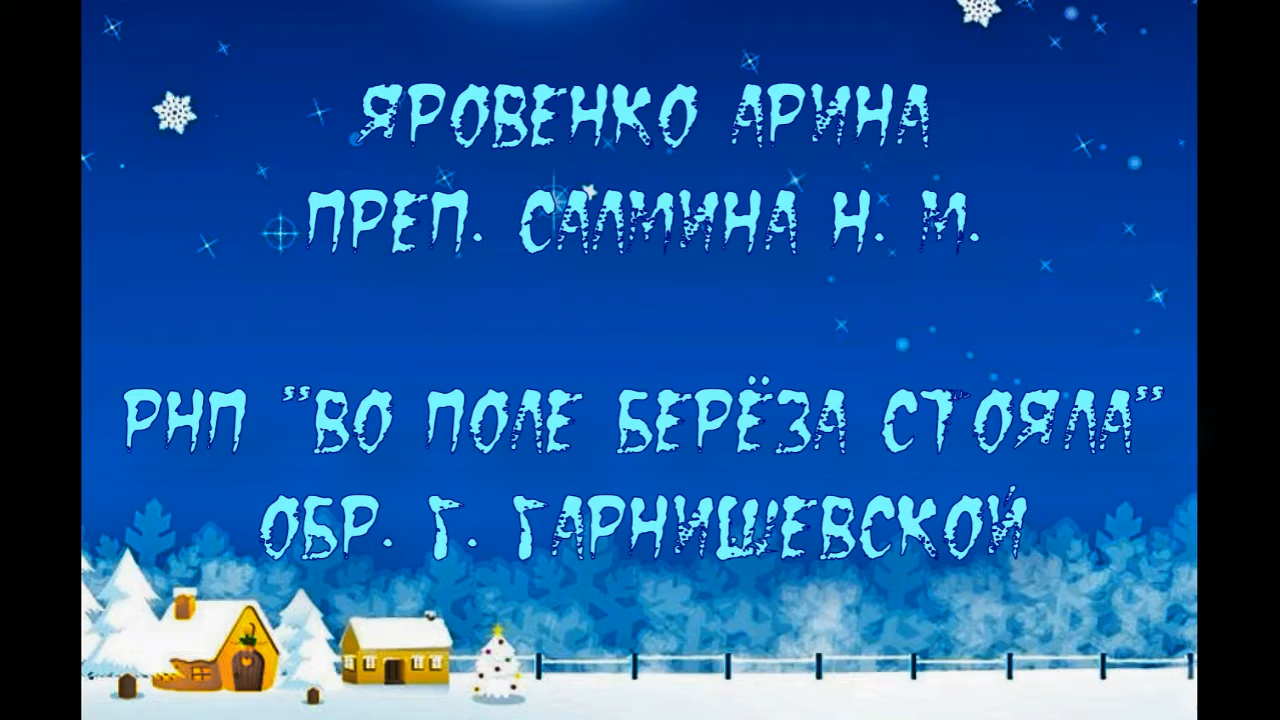 ЯРОВЕНКО АРИНА
ПРЕП. САЛМИНА Н. М.
РНП "ВО ПОЛЕ БЕРЁЗА СТОЯЛА"
ОБР. Г. ГАРНИШЕВСКОЙ